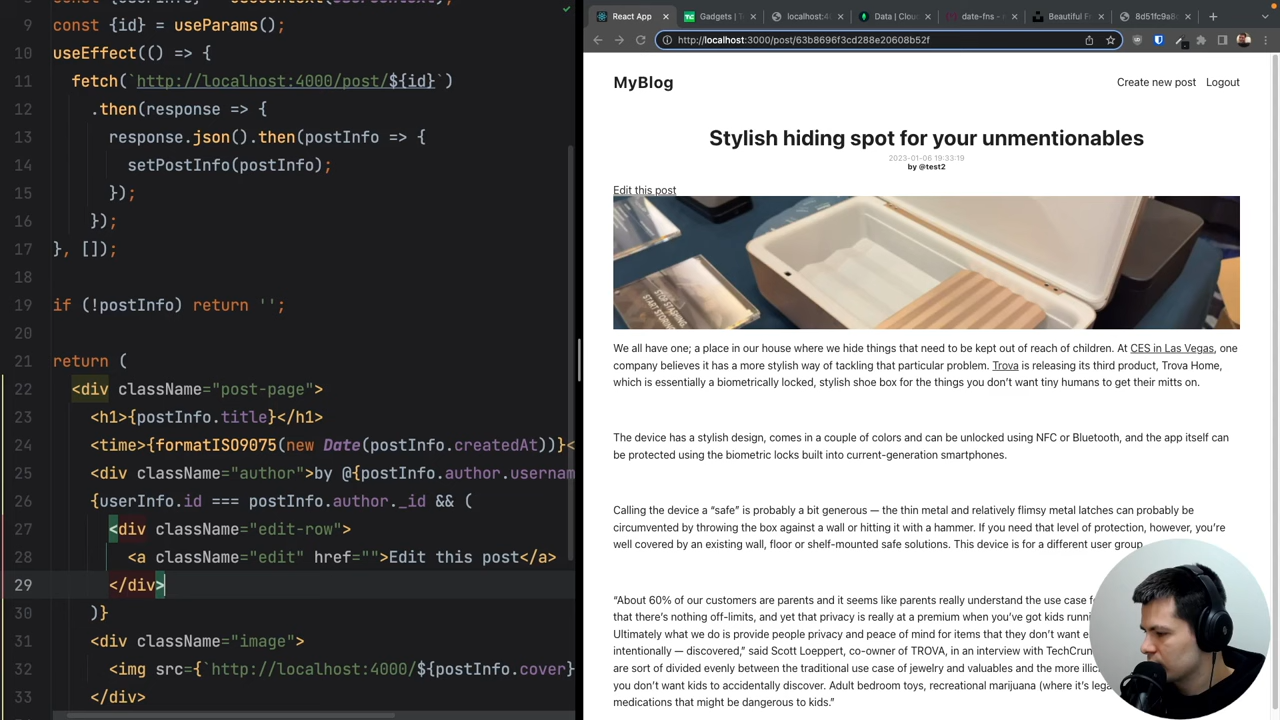 const {id} = useParams();
10 useEffect(() => {
11 fetch(`http://localhost:4000/post/${id}`)
12 .then(response => {
13 response.json().then(postInfo => {
14 setPostInfo(postInfo);
15 });
16 });
17 }, []);
18
19 if (!postInfo) return '';
20
21 return (
22 <div className="post-page">
23 <h1>{postInfo.title}</h1>
24 <time>{formatISO9075(new Date(postInfo.createdAt))}<
25 <div className="author">by @{postInfo.author.usernam
26 {userInfo.id === postInfo.author._id && (
27 <div className="edit-row">
28 <a className="edit" href="">Edit this post</a>
29 </div>
30 )}
31 <div className="image">
32 <img src={`http://localhost:4000/${postInfo.cover}
33 </div>
React App
Gadgets | T
localhost:4
Data | Clou
date-fns -
Beautiful F
8d51fc9a8
http://localhost:3000/post/63b8696f3cd288e20608b52f
MyBlog
Create new post Logout
Stylish hiding spot for your unmentionables
2023-01-06 19:33:19
by @test2
Edit this post
STOP STASHING,
START STORING
We all have one; a place in our house where we hide things that need to be kept out of reach of children. At CES in Las Vegas, one
company believes it has a more stylish way of tackling that particular problem. Trova is releasing its third product, Trova Home,
which is essentially a biometrically locked, stylish shoe box for the things you don’t want tiny humans to get their mitts on.
The device has a stylish design, comes in a couple of colors and can be unlocked using NFC or Bluetooth, and the app itself can
be protected using the biometric locks built into current-generation smartphones.
Calling the device a “safe” is probably a bit generous — the thin metal and relatively flimsy metal latches can probably be
circumvented by throwing the box against a wall or hitting it with a hammer. If you need that level of protection, however, you’re
well covered by an existing wall, floor or shelf-mounted safe solutions. This device is for a different user group.
“About 60% of our customers are parents and it seems like parents really understand the use case f
that there’s nothing off-limits, and yet that privacy is really at a premium when you’ve got kids runni
Ultimately what we do is provide people privacy and peace of mind for items that they don’t want e
intentionally — discovered,” said Scott Loeppert, co-owner of TROVA, in an interview with TechCrun
are sort of divided evenly between the traditional use case of jewelry and valuables and the more illic
you don’t want kids to accidentally discover. Adult bedroom toys, recreational marijuana (where it’s lega
medications that might be dangerous to kids.”